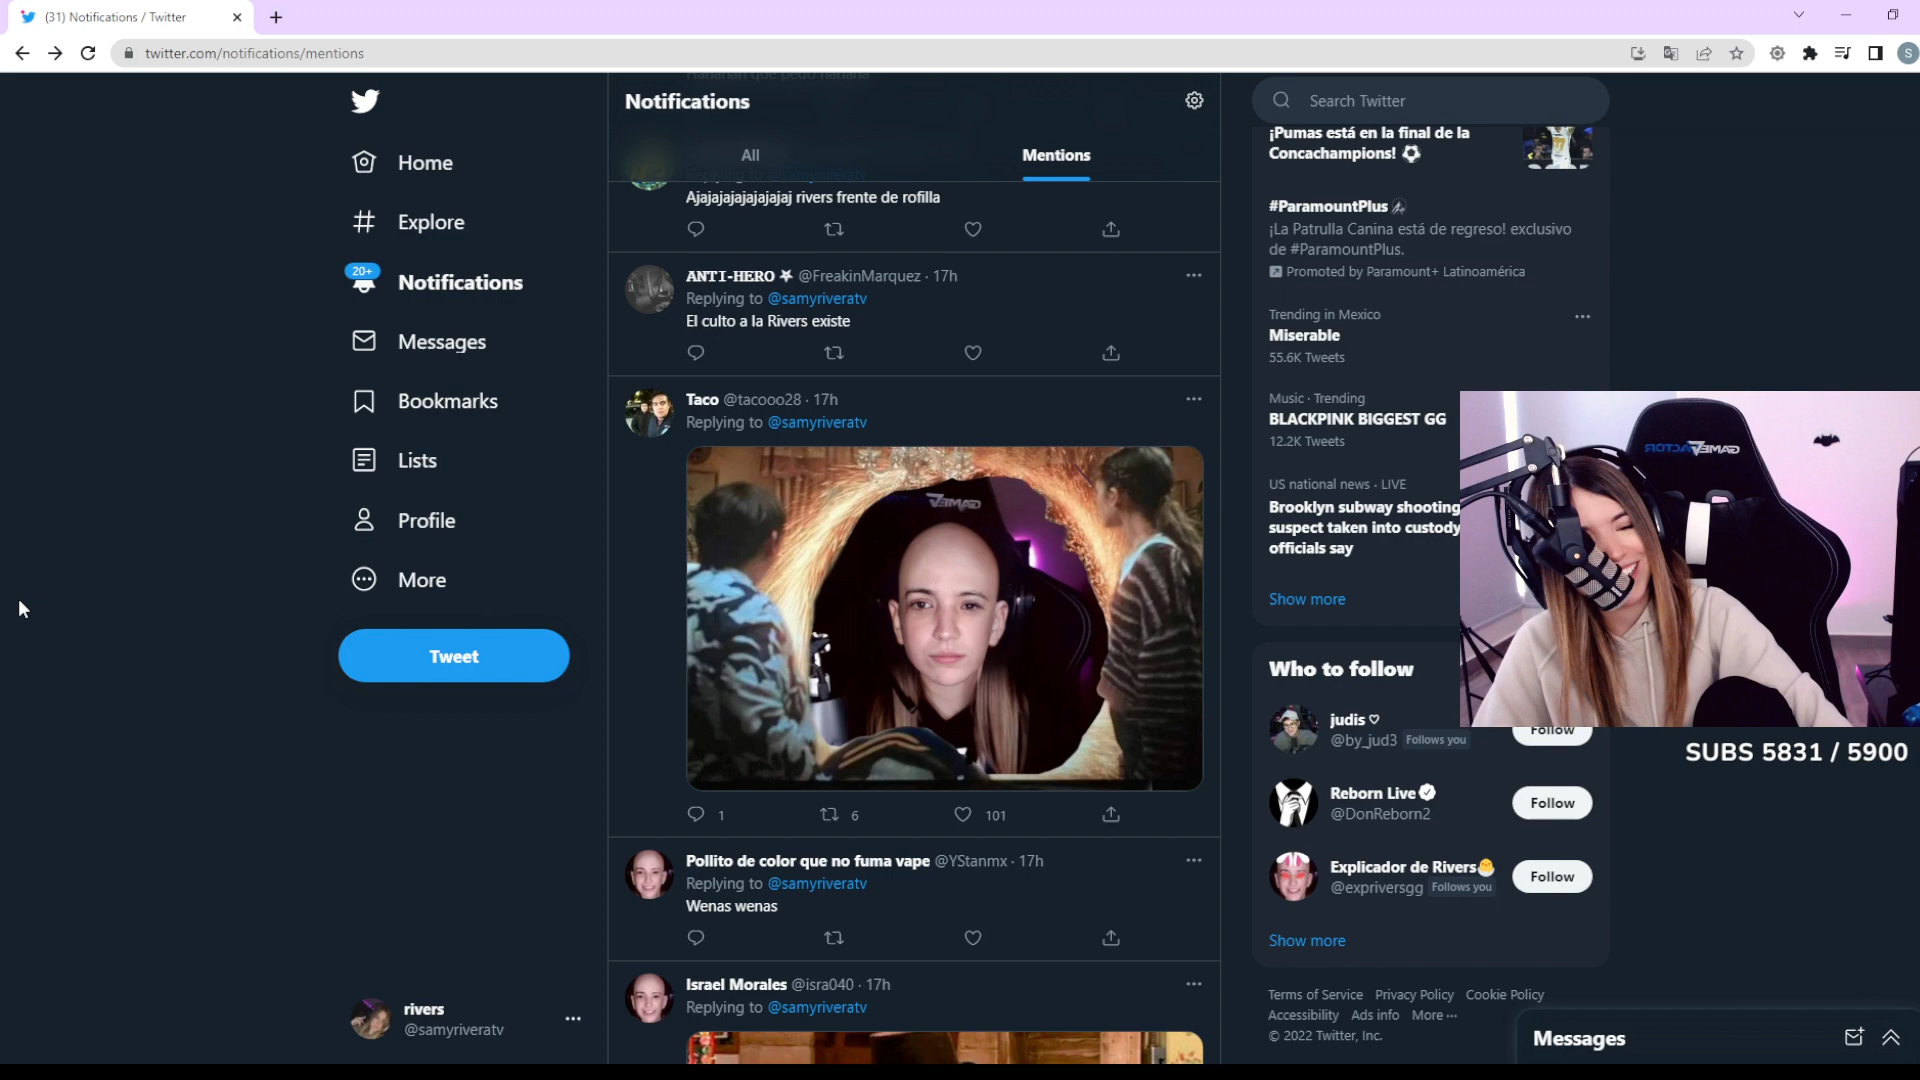 (31) Notifications / Twitter
twitter.com/notifications/mentions
S
Home
Explore
20+
Notifications
Messages
Bookmarks
Lists
Profile
More
Tweet
rivers
@samyriveratv
Notifications
All
Mentions
Replying to @samyriveratv
Ajajajajajajajaj rivers frente de rofilla
ANTI-HERO @FreakinMarquez · 17h
Replying to @samyriveratv
El culto a la Rivers existe
Taco @tacooo28 · 17h
Replying to @samyriveratv
1 6 101
Pollito de color que no fuma vape @YStanmx · 17h
Replying to @samyriveratv
Wenas wenas
Israel Morales @isra040 · 17h
Replying to @samyriveratv
Search Twitter
¡Pumas está en la final de la
Concachampions!
#ParamountPlus
¡La Patrulla Canina está de regreso! exclusivo
de #ParamountPlus.
Promoted by Paramount+ Latinoamérica
Trending in Mexico
Miserable
55.6K Tweets
Music · Trending
BLACKPINK BIGGEST GG
12.2K Tweets
US national news · LIVE
Brooklyn subway shooting
suspect taken into custody
officials say
Show more
GAMEFACTOR
Who to follow
judis
@by_jud3 Follows you
Follow
SUBS 5831 / 5900
Reborn Live
@DonReborn2
Follow
Explicador de Rivers
@expriversgg Follows you
Follow
Show more
Terms of Service Privacy Policy Cookie Policy
Accessibility Ads info More ···
© 2022 Twitter, Inc.
Messages